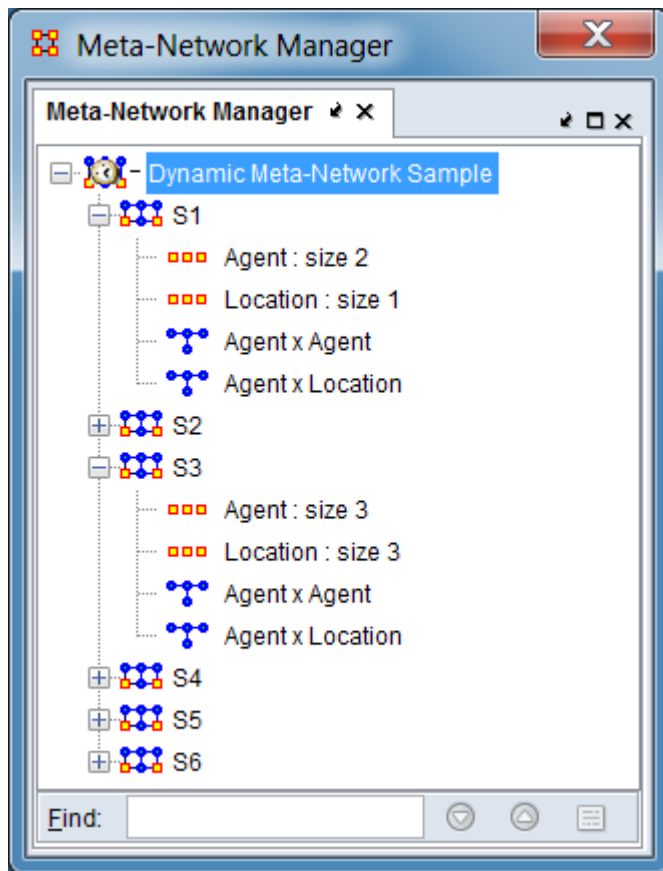 Meta-Network Manager
Meta-Network Manager
Dynamic Meta-Network Sample
S1
Agent : size 2
Location : size 1
Agent x Agent
Agent x Location
S2
S3
Agent : size 3
Location : size 3
Agent x Agent
Agent x Location
S4
S5
S6
Find: